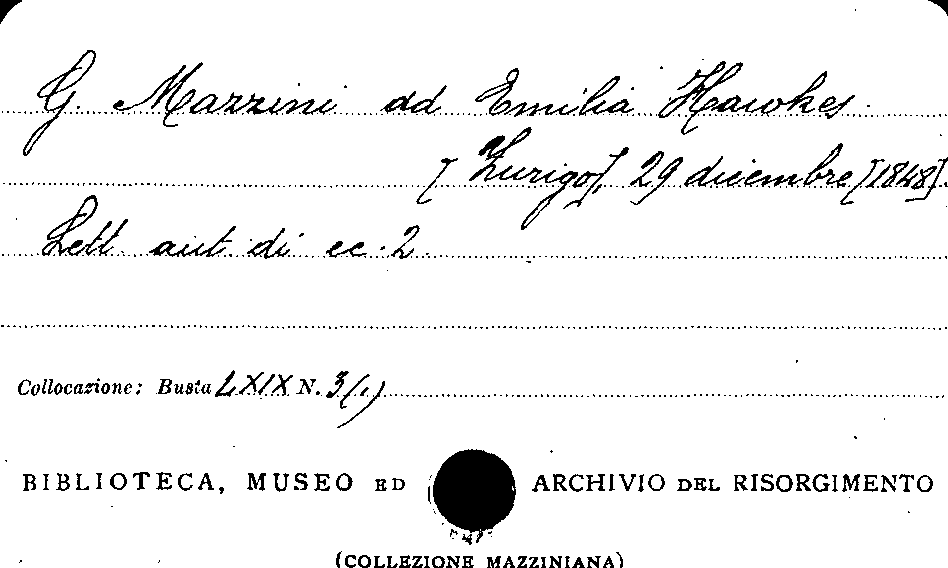 G. Mazzini ad Emilia Hawkes.
[Zurigo], 29 dicembre [1848].
Lett. aut. di cc. 2.
Collocazione: Busta LXIX N. 3(1)
BIBLIOTECA, MUSEO ED ARCHIVIO DEL RISORGIMENTO
(COLLEZIONE MAZZINIANA)